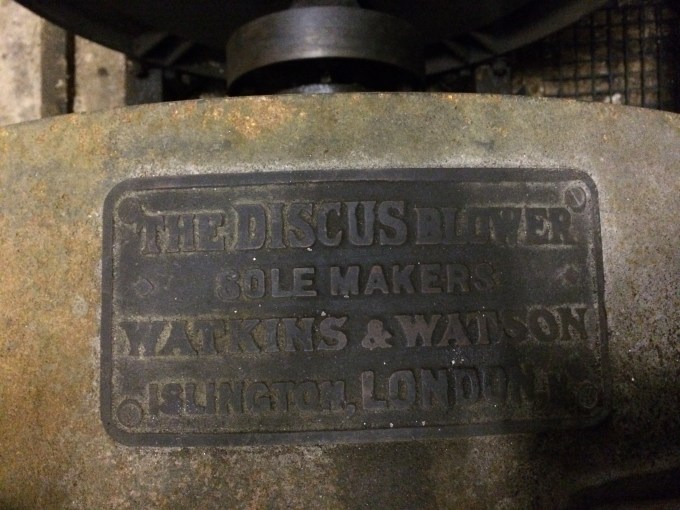 THE DISCUS BLOWER
SOLE MAKERS
WATKINS & WATSON
ISLINGTON, LONDON. N.